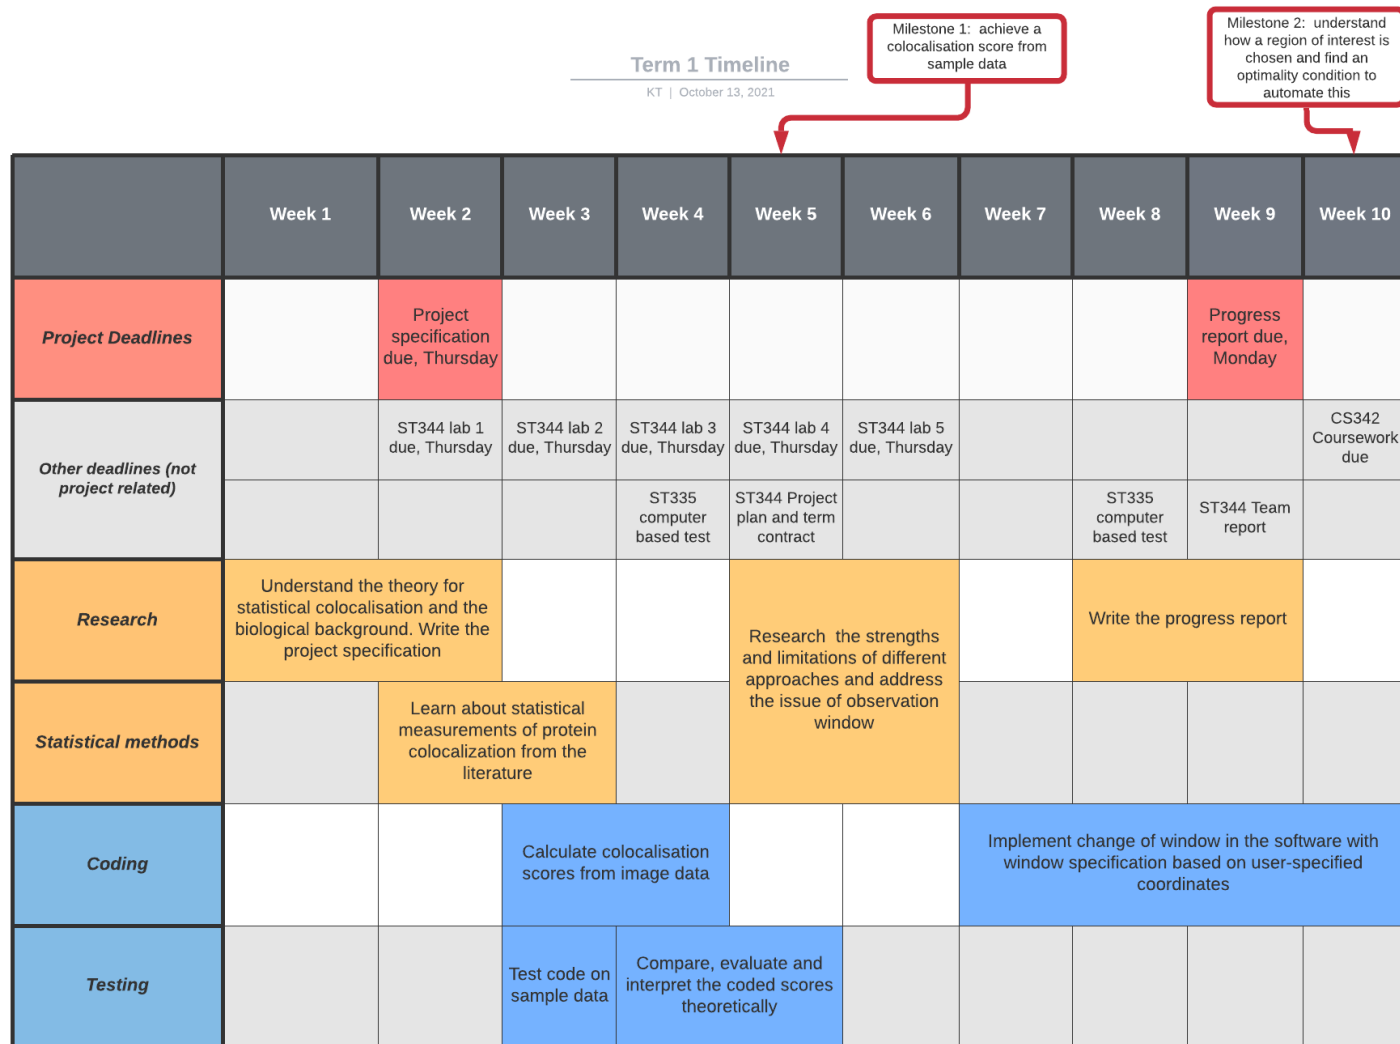 Milestone 1:  achieve a
colocalisation score from
sample data
Milestone 2:  understand
how a region of interest is
chosen and find an
optimality condition to
automate this
Term 1 Timeline
KT  |  October 13, 2021
Week 1
Week 2
Week 3
Week 4
Week 5
Week 6
Week 7
Week 8
Week 9
Week 10
Project Deadlines
Project
specification
due, Thursday
Progress
report due,
Monday
Other deadlines (not
project related)
ST344 lab 1
due, Thursday
ST344 lab 2
due, Thursday
ST344 lab 3
due, Thursday
ST344 lab 4
due, Thursday
ST344 lab 5
due, Thursday
CS342
Coursework
due
ST335
computer
based test
ST344 Project
plan and term
contract
ST335
computer
based test
ST344 Team
report
Research
Understand the theory for
statistical colocalisation and the
biological background. Write the
project specification
Research  the strengths
and limitations of different
approaches and address
the issue of observation
window
Write the progress report
Statistical methods
Learn about statistical
measurements of protein
colocalization from the
literature
Coding
Calculate colocalisation
scores from image data
Implement change of window in the software with
window specification based on user-specified
coordinates
Testing
Test code on
sample data
Compare, evaluate and
interpret the coded scores
theoretically